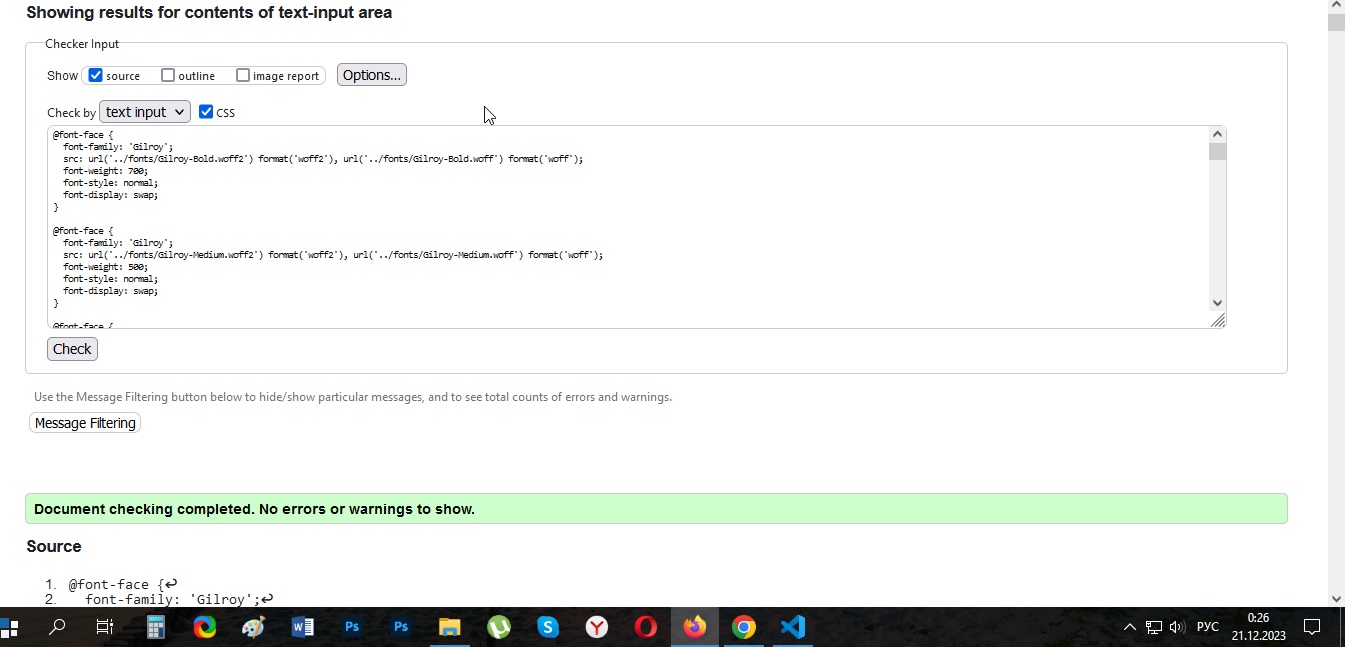 Showing results for contents of text-input area
Checker Input
Show source outline image report Options...
Check by text input CSS
@font-face {
  font-family: 'Gilroy';
  src: url('../fonts/Gilroy-Bold.woff2') format('woff2'), url('../fonts/Gilroy-Bold.woff') format('woff');
  font-weight: 700;
  font-style: normal;
  font-display: swap;
}
@font-face {
  font-family: 'Gilroy';
  src: url('../fonts/Gilroy-Medium.woff2') format('woff2'), url('../fonts/Gilroy-Medium.woff') format('woff');
  font-weight: 500;
  font-style: normal;
  font-display: swap;
}
@font-face {
Check
Use the Message Filtering button below to hide/show particular messages, and to see total counts of errors and warnings.
Message Filtering
Document checking completed. No errors or warnings to show.
Source
1. @font-face {↩
2.   font-family: 'Gilroy';↩
W Ps Ps S Y РУС 0:26
21.12.2023